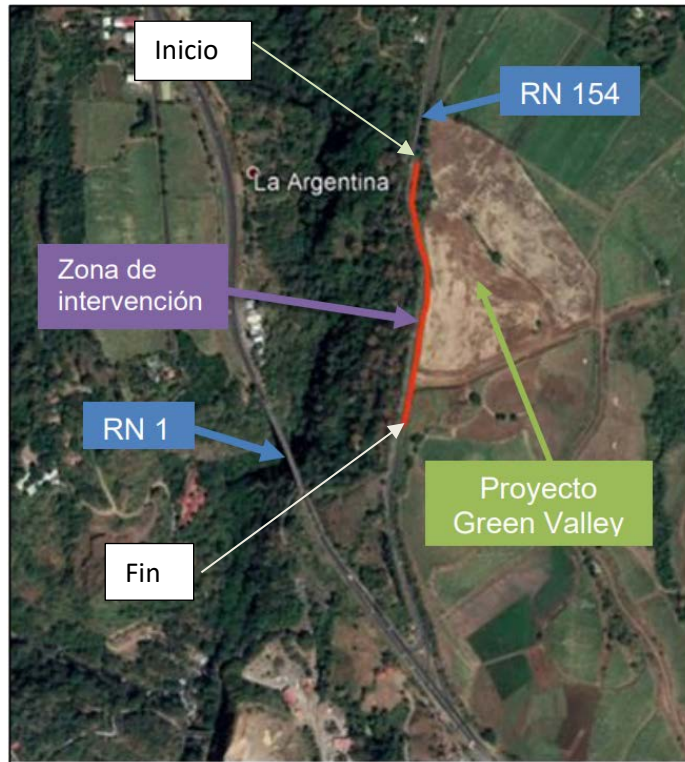 Inicio
RN 154
La Argentina
Zona de
intervención
RN 1
Proyecto
Green Valley
Fin